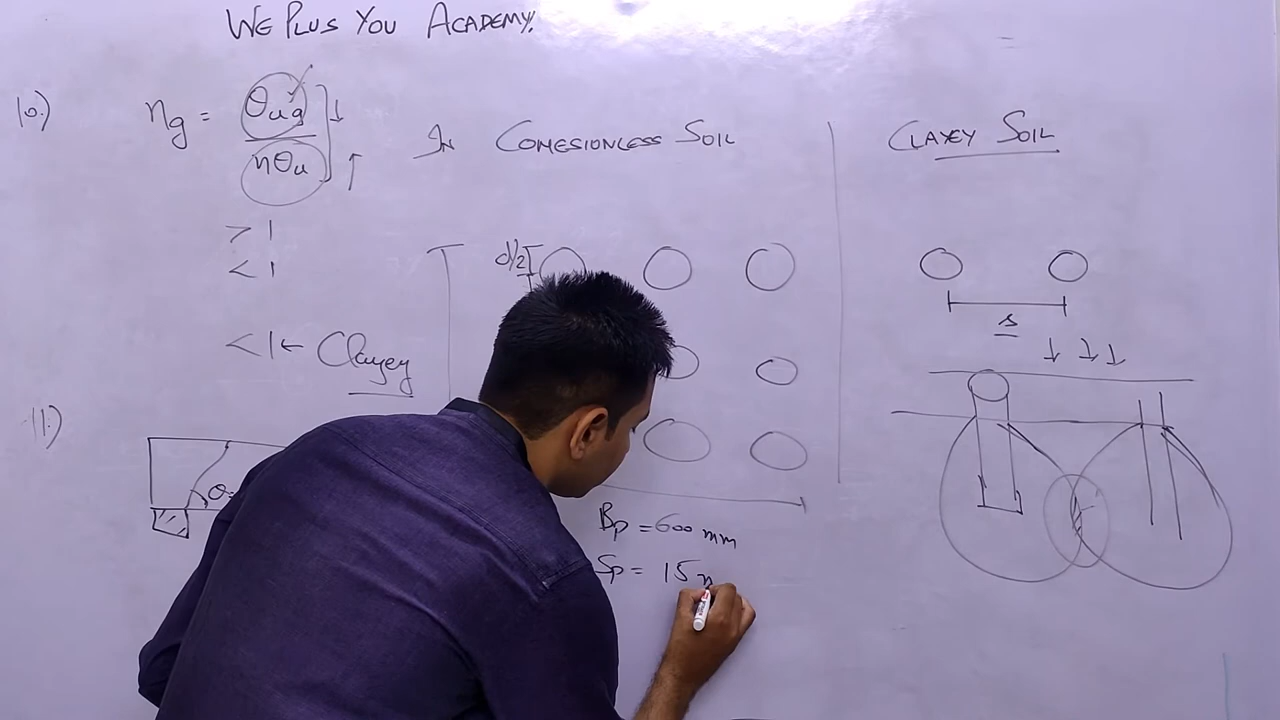 WE PLUS YOU ACADEMY.
10.)
ηg = Qug / nQu
IN COHESIONLESS SOIL
CLAYEY SOIL
> 1
< 1
d/2
s
< 1 ← Clayey
11.)
θ
Bp = 600 mm
Sp = 15 m